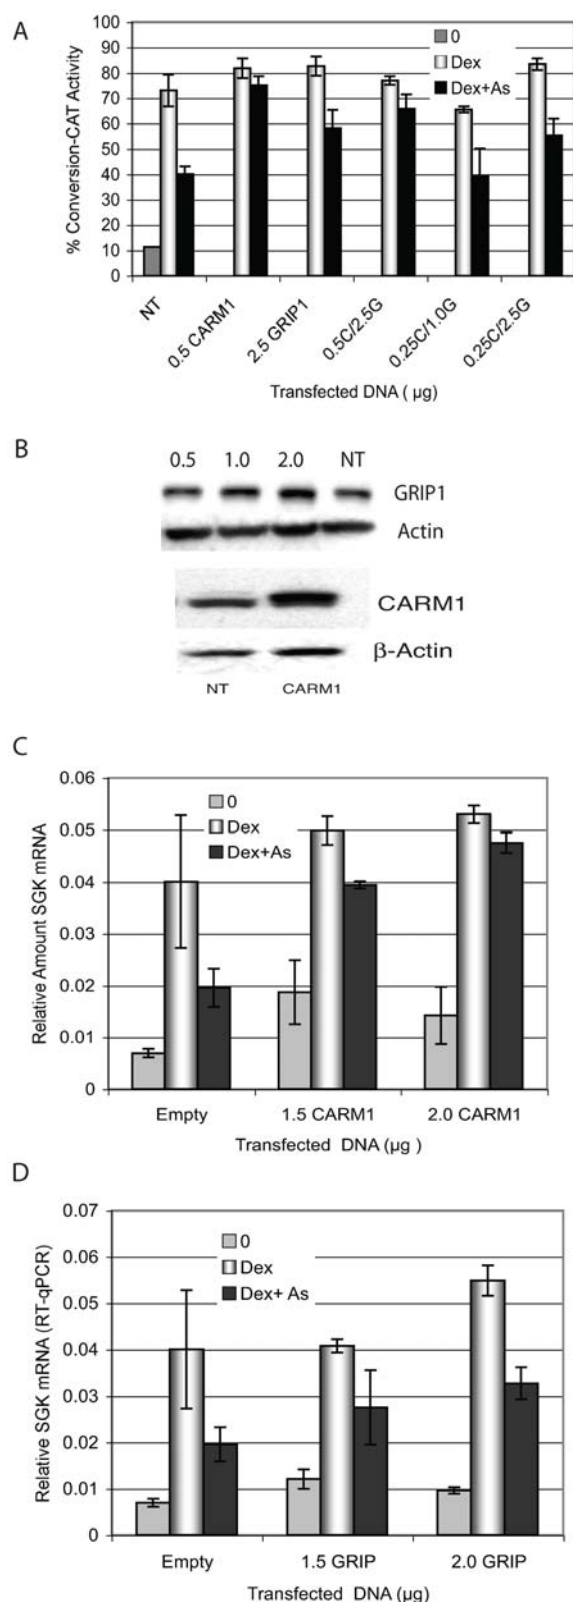 A
% Conversion-CAT Activity
100
90
80
70
60
50
40
30
20
10
0
0
Dex
Dex+As
NT
0.5 CARM1
2.5 GRIP1
0.5C/2.5G
0.25C/1.0G
0.25C/2.5G
Transfected DNA ( µg)
B
0.5 1.0 2.0 NT
GRIP1
Actin
CARM1
β-Actin
NT CARM1
C
Relative Amount SGK mRNA
0.06
0.05
0.04
0.03
0.02
0.01
0
0
Dex
Dex+As
Empty 1.5 CARM1 2.0 CARM1
Transfected DNA (µg )
D
Relative SGK mRNA (RT-qPCR)
0.07
0.06
0.05
0.04
0.03
0.02
0.01
0
0
Dex
Dex+ As
Empty 1.5 GRIP 2.0 GRIP
Transfected DNA (µg)